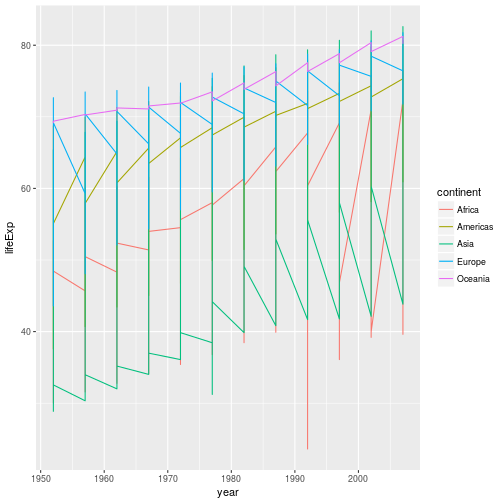 80
60
40
lifeExp
1950
1960
1970
1980
1990
2000
year
continent
Africa
Americas
Asia
Europe
Oceania